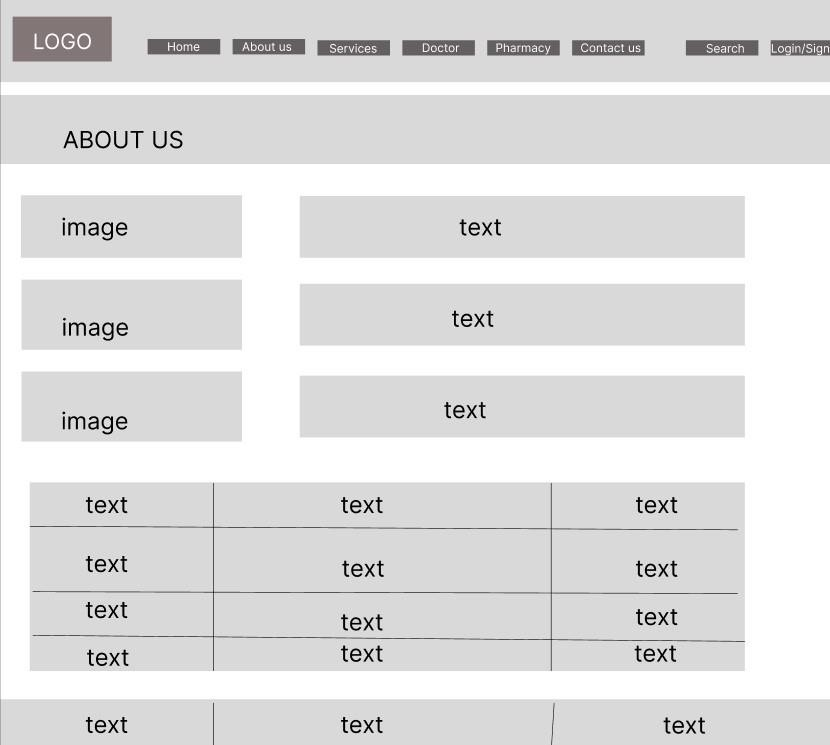 LOGO
Home
About us
Services
Doctor
Pharmacy
Contact us
Search
Login/Sign
ABOUT US
image
text
image
text
image
text
text text text
text text text
text text text
text text text
text text text